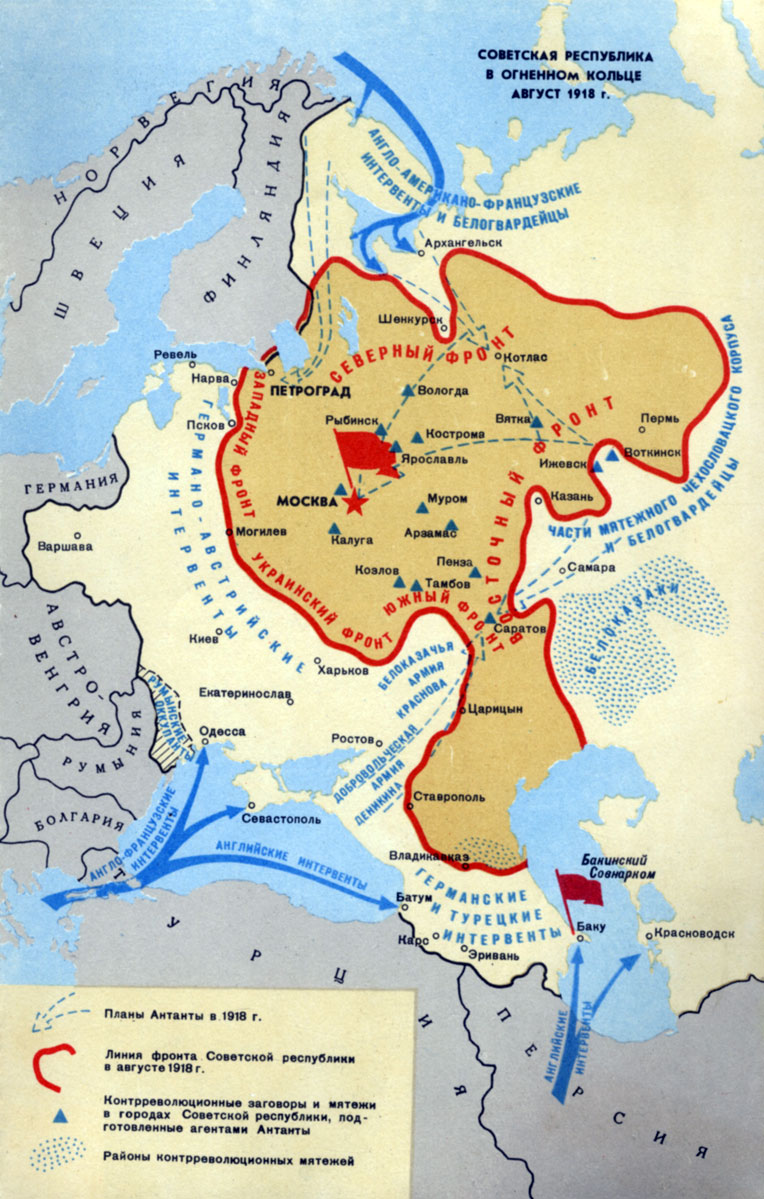 СОВЕТСКАЯ РЕСПУБЛИКА
В ОГНЕННОМ КОЛЬЦЕ
АВГУСТ 1918 г.
НОРВЕГИЯ
ШВЕЦИЯ
ФИНЛЯНДИЯ
АНГЛО-АМЕРИКАНО-ФРАНЦУЗСКИЕ
ИНТЕРВЕНТЫ И БЕЛОГВАРДЕЙЦЫ
Архангельск
Шенкурск
СЕВЕРНЫЙ ФРОНТ
Котлас
Ревель
Нарва
ПЕТРОГРАД
Псков
ЗАПАДНЫЙ ФРОНТ
Вологда
Рыбинск
Кострома
Ярославль
Вятка
Пермь
Ижевск
Воткинск
ВОСТОЧНЫЙ ФРОНТ
ЧАСТИ МЯТЕЖНОГО ЧЕХОСЛОВАЦКОГО КОРПУСА
И БЕЛОГВАРДЕЙЦЫ
ГЕРМАНО-АВСТРИЙСКИЕ
ИНТЕРВЕНТЫ
ГЕРМАНИЯ
МОСКВА
Муром
Казань
Варшава
Могилев
Калуга
Арзамас
УКРАИНСКИЙ ФРОНТ
Козлов
Тамбов
Пенза
Самара
ЮЖНЫЙ ФРОНТ
Саратов
БЕЛОКАЗАКИ
АВСТРО-
ВЕНГРИЯ
Киев
Харьков
БЕЛОКАЗАЧЬЯ
АРМИЯ
КРАСНОВА
Екатеринослав
РУМЫНСКИЕ
ОККУПАНТЫ
Одесса
Ростов
Царицын
ДОБРОВОЛЬЧЕСКАЯ
АРМИЯ
ДЕНИКИНА
РУМЫНИЯ
БОЛГАРИЯ
Севастополь
Ставрополь
АНГЛО-ФРАНЦУЗСКИЕ
ИНТЕРВЕНТЫ
АНГЛИЙСКИЕ ИНТЕРВЕНТЫ
Владикавказ
Бакинский
Совнарком
ГЕРМАНСКИЕ
И ТУРЕЦКИЕ
ИНТЕРВЕНТЫ
Батум
Карс
Эривань
Баку
Красноводск
ТУРЦИЯ
ПЕРСИЯ
АНГЛИЙСКИЕ
ИНТЕРВЕНТЫ
Планы Антанты в 1918 г.
Линия фронта Советской республики
в августе 1918 г.
Контрреволюционные заговоры и мятежи
в городах Советской республики, под-
готовленные агентами Антанты
Районы контрреволюционных мятежей